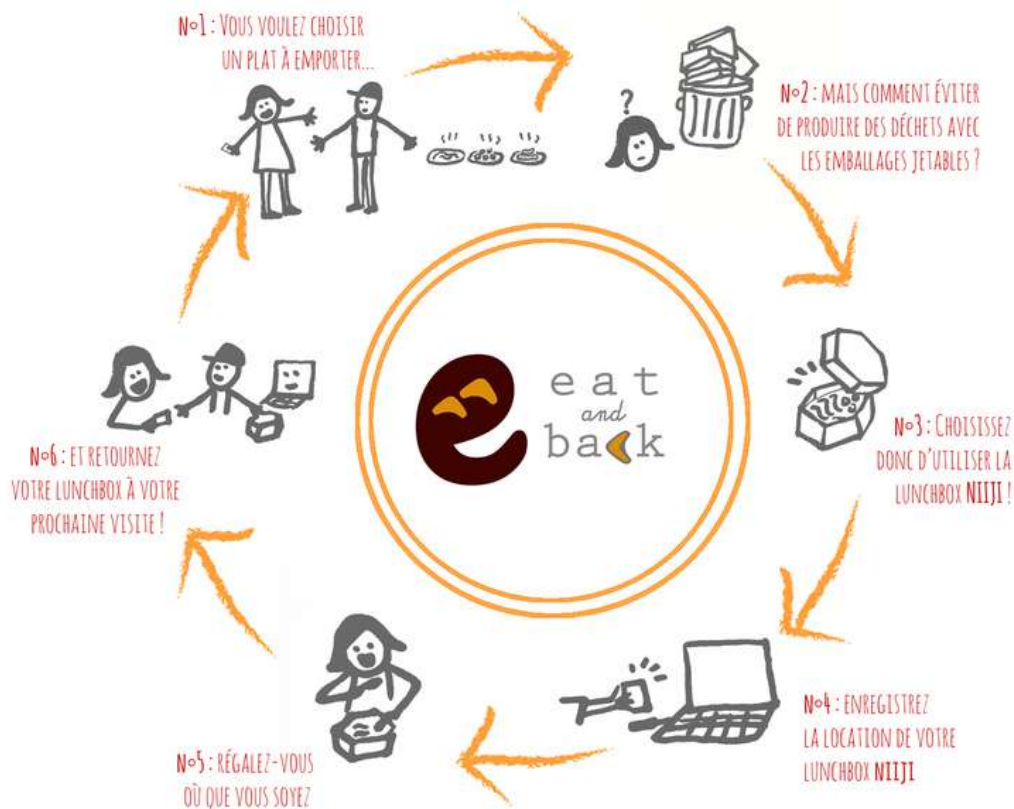 N°1 : VOUS VOULEZ CHOISIR
UN PLAT À EMPORTER...
?
N°2 : MAIS COMMENT ÉVITER
DE PRODUIRE DES DÉCHETS AVEC
LES EMBALLAGES JETABLES ?
N°3 : CHOISISSEZ
DONC D'UTILISER LA
LUNCHBOX NIIJI !
N°4 : ENREGISTREZ
LA LOCATION DE VOTRE
LUNCHBOX NIIJI
N°5 : RÉGALEZ-VOUS
OÙ QUE VOUS SOYEZ
N°6 : ET RETOURNEZ
VOTRE LUNCHBOX À VOTRE
PROCHAINE VISITE !
e
eat
and
back